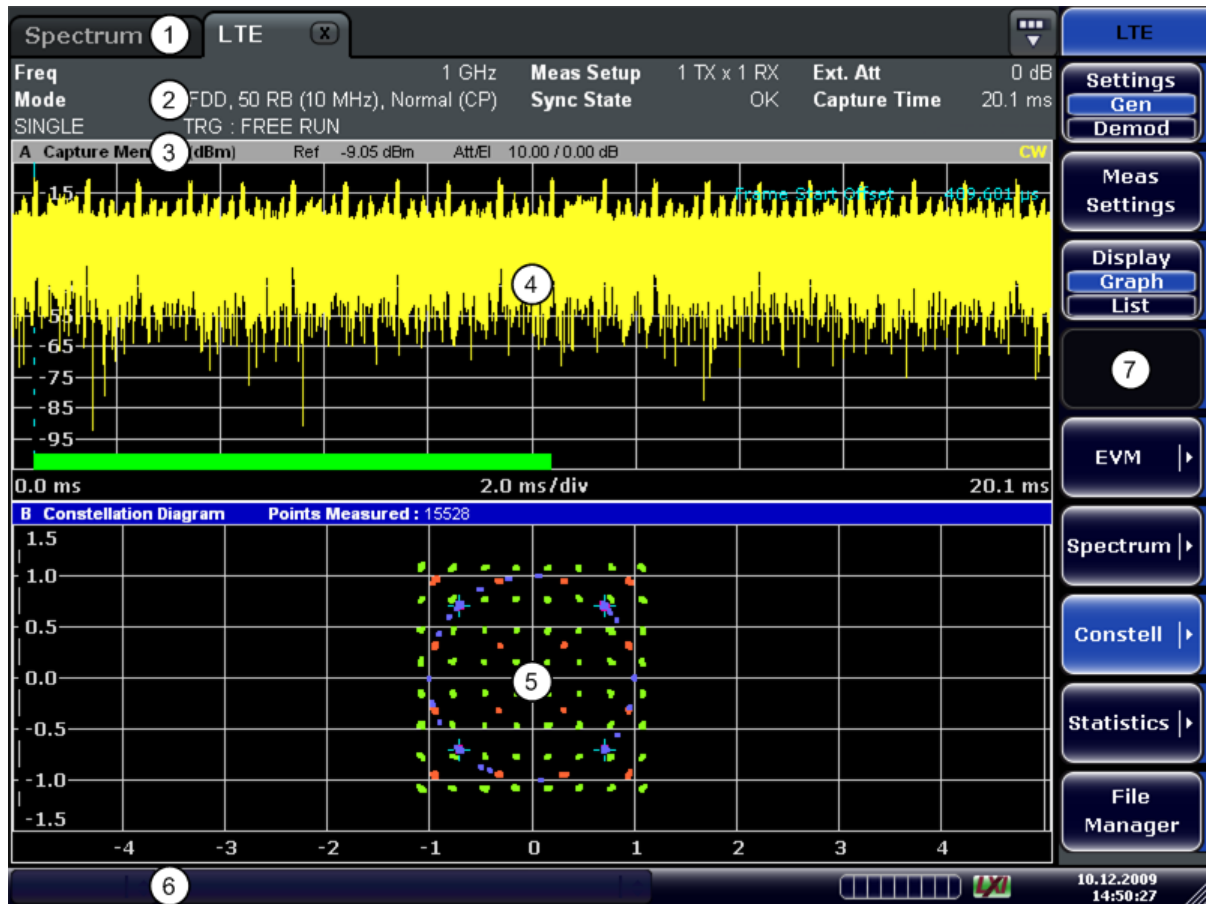 Spectrum 1 LTE X
LTE
Freq 1 GHz Meas Setup 1 TX x 1 RX Ext. Att 0 dB
Mode 2 FDD, 50 RB (10 MHz), Normal (CP) Sync State OK Capture Time 20.1 ms
SINGLE TRG : FREE RUN
A Capture Mem 3 (dBm) Ref -9.05 dBm Att/El 10.00 / 0.00 dB CW
-15
Frame Start Offset 489.601 µs
4
-55
-65
-75
-85
-95
0.0 ms 2.0 ms/div 20.1 ms
B Constellation Diagram Points Measured : 15528
1.5
1.0
0.5
0.0
5
-0.5
-1.0
-1.5
-4 -3 -2 -1 0 1 2 3 4
6
LXI
10.12.2009
14:50:27
Settings
Gen
Demod
Meas
Settings
Display
Graph
List
7
EVM
Spectrum
Constell
Statistics
File
Manager